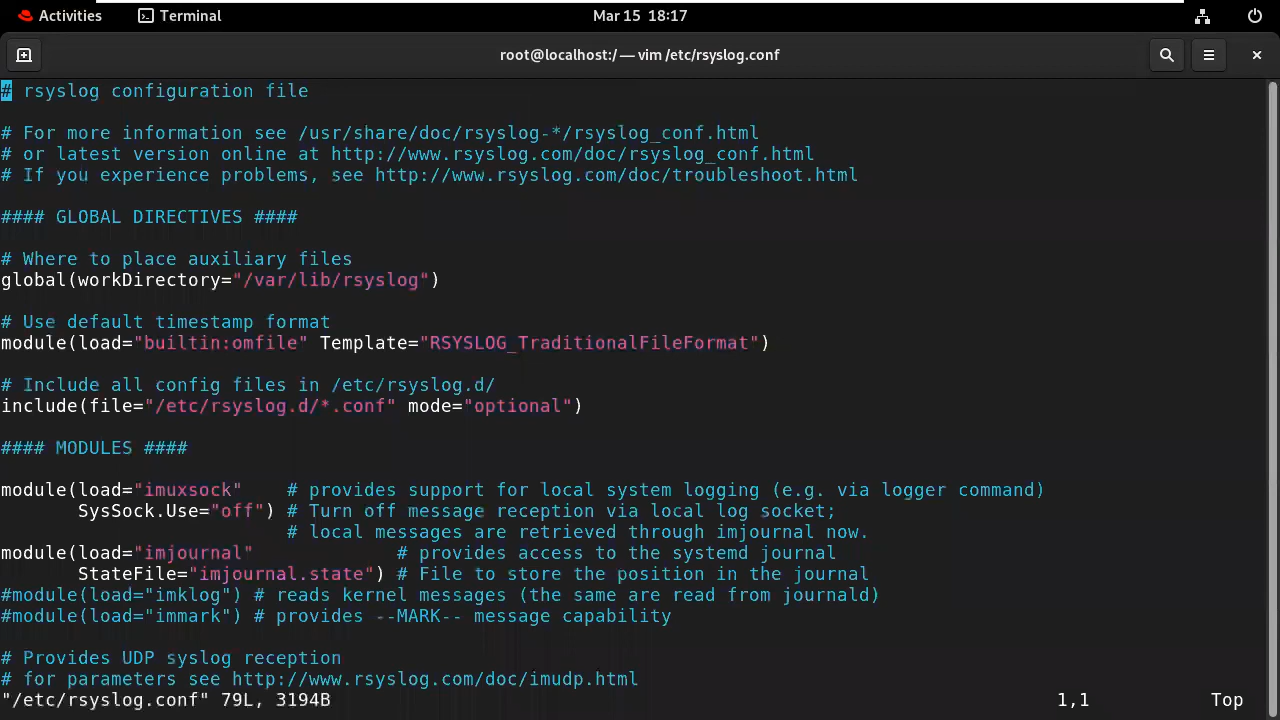 Activities Terminal Mar 15 18:17
root@localhost:/ — vim /etc/rsyslog.conf
# rsyslog configuration file
# For more information see /usr/share/doc/rsyslog-*/rsyslog_conf.html
# or latest version online at http://www.rsyslog.com/doc/rsyslog_conf.html
# If you experience problems, see http://www.rsyslog.com/doc/troubleshoot.html
#### GLOBAL DIRECTIVES ####
# Where to place auxiliary files
global(workDirectory="/var/lib/rsyslog")
# Use default timestamp format
module(load="builtin:omfile" Template="RSYSLOG_TraditionalFileFormat")
# Include all config files in /etc/rsyslog.d/
include(file="/etc/rsyslog.d/*.conf" mode="optional")
#### MODULES ####
module(load="imuxsock"    # provides support for local system logging (e.g. via logger command)
       SysSock.Use="off") # Turn off message reception via local log socket;
                          # local messages are retrieved through imjournal now.
module(load="imjournal"             # provides access to the systemd journal
       StateFile="imjournal.state") # File to store the position in the journal
#module(load="imklog") # reads kernel messages (the same are read from journald)
#module(load="immark") # provides --MARK-- message capability
# Provides UDP syslog reception
# for parameters see http://www.rsyslog.com/doc/imudp.html
"/etc/rsyslog.conf" 79L, 3194B 1,1 Top